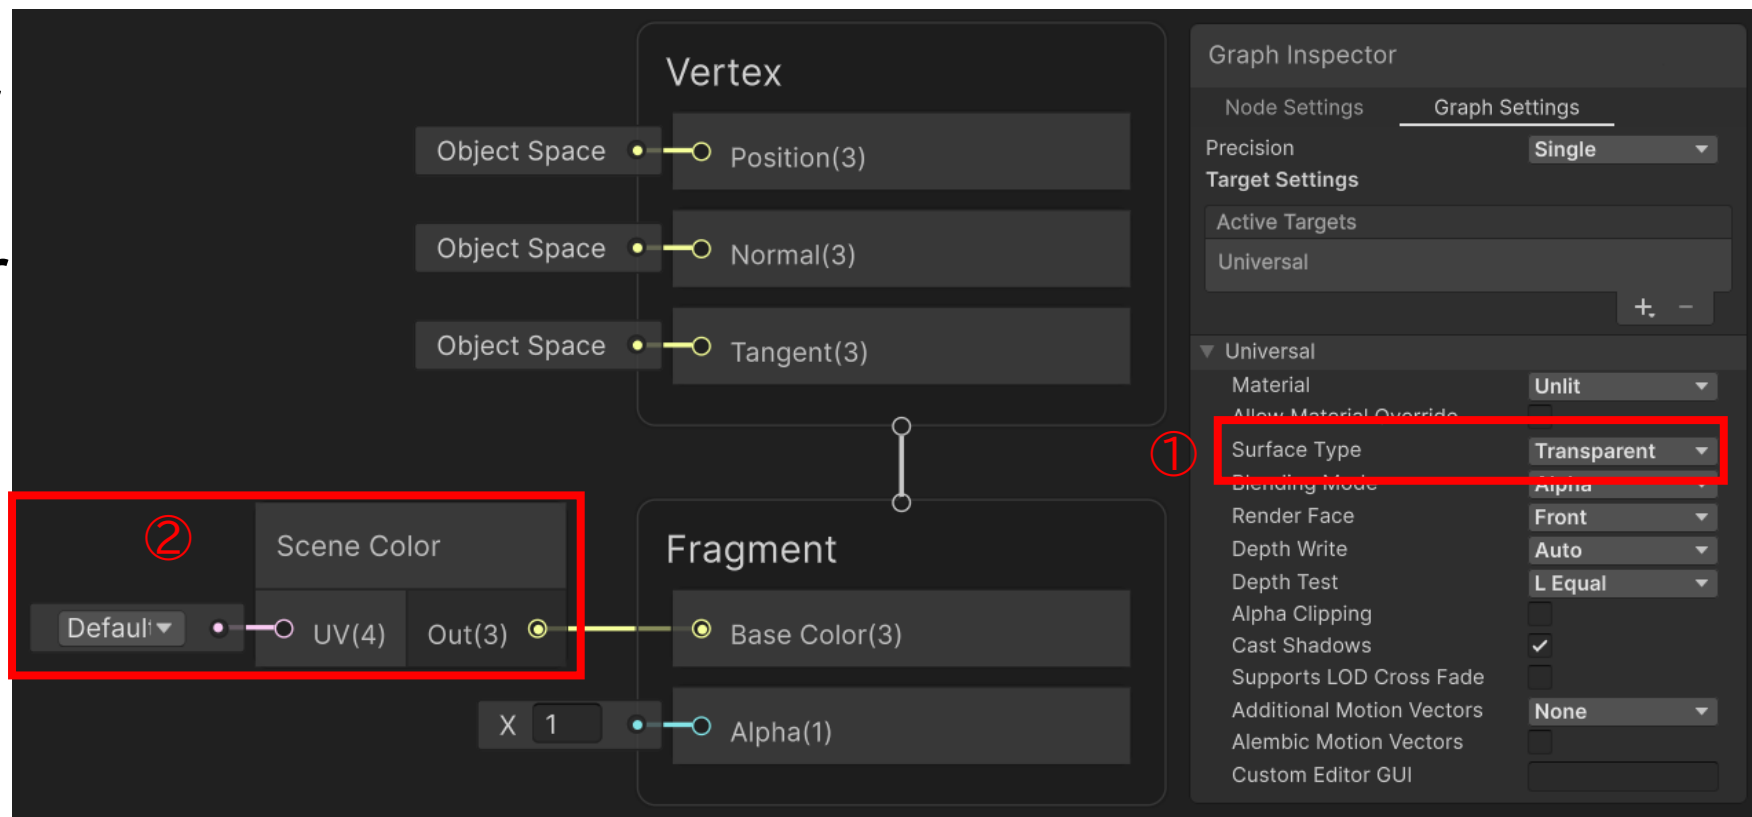 Vertex
Object Space
Position(3)
Object Space
Normal(3)
Object Space
Tangent(3)
②
Scene Color
Default
UV(4)
Out(3)
Fragment
Base Color(3)
X 1
Alpha(1)
Graph Inspector
Node Settings Graph Settings
Precision Single
Target Settings
Active Targets
Universal
+ −
Universal
Material Unlit
Allow Material Override
①
Surface Type Transparent
Blending Mode Alpha
Render Face Front
Depth Write Auto
Depth Test L Equal
Alpha Clipping
Cast Shadows
Supports LOD Cross Fade
Additional Motion Vectors None
Alembic Motion Vectors
Custom Editor GUI